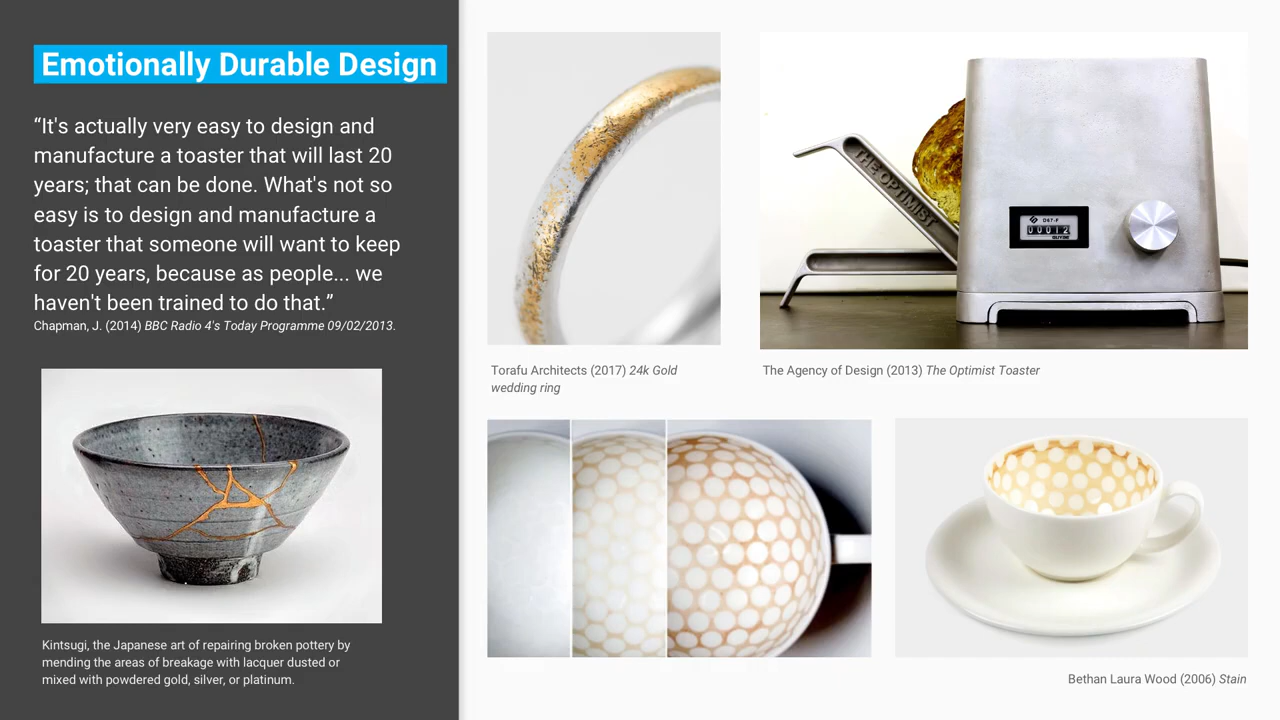 Emotionally Durable Design
“It's actually very easy to design and
manufacture a toaster that will last 20
years; that can be done. What's not so
easy is to design and manufacture a
toaster that someone will want to keep
for 20 years, because as people... we
haven't been trained to do that.”
Chapman, J. (2014) BBC Radio 4's Today Programme 09/02/2013.
Kintsugi, the Japanese art of repairing broken pottery by
mending the areas of breakage with lacquer dusted or
mixed with powdered gold, silver, or platinum.
Torafu Architects (2017) 24k Gold
wedding ring
THE OPTIMIST
00012
The Agency of Design (2013) The Optimist Toaster
Bethan Laura Wood (2006) Stain